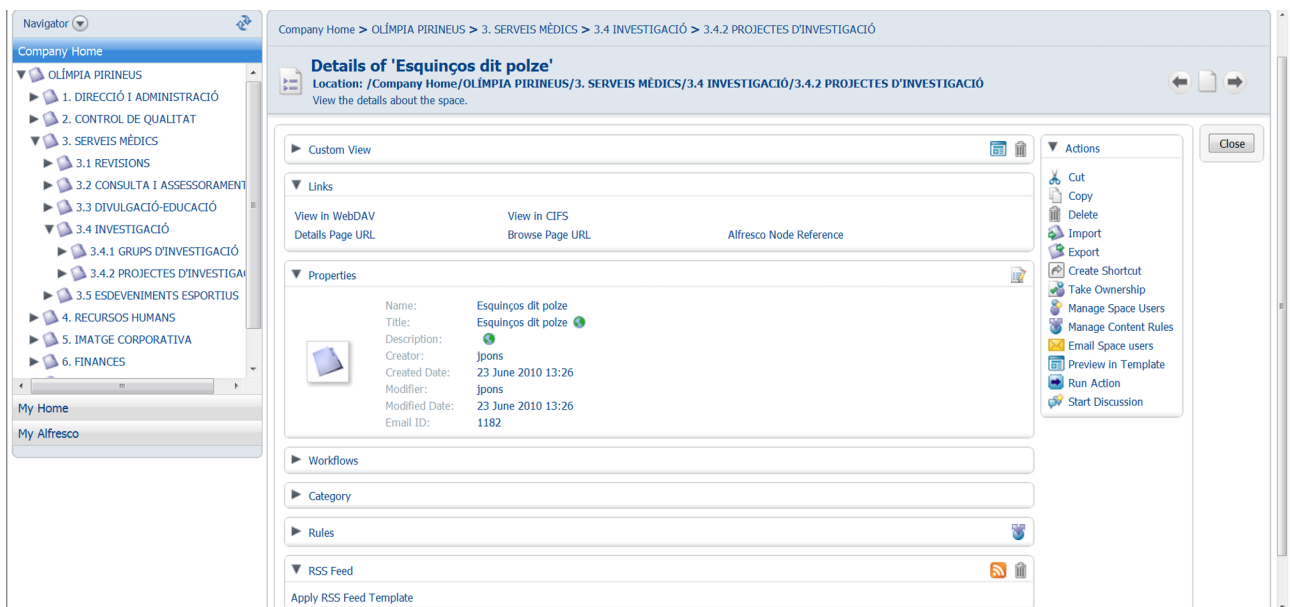 Navigator
Company Home
OLÍMPIA PIRINEUS
1. DIRECCIÓ I ADMINISTRACIÓ
2. CONTROL DE QUALITAT
3. SERVEIS MÈDICS
3.1 REVISIONS
3.2 CONSULTA I ASSESSORAMENT
3.3 DIVULGACIÓ-EDUCACIÓ
3.4 INVESTIGACIÓ
3.4.1 GRUPS D'INVESTIGACIÓ
3.4.2 PROJECTES D'INVESTIGA
3.5 ESDEVENIMENTS ESPORTIUS
4. RECURSOS HUMANS
5. IMATGE CORPORATIVA
6. FINANCES
My Home
My Alfresco
Company Home > OLÍMPIA PIRINEUS > 3. SERVEIS MÈDICS > 3.4 INVESTIGACIÓ > 3.4.2 PROJECTES D'INVESTIGACIÓ
Details of 'Esquinços dit polze'
Location: /Company Home/OLÍMPIA PIRINEUS/3. SERVEIS MÈDICS/3.4 INVESTIGACIÓ/3.4.2 PROJECTES D'INVESTIGACIÓ
View the details about the space.
Custom View
Links
View in WebDAV View in CIFS
Details Page URL Browse Page URL Alfresco Node Reference
Properties
Name: Esquinços dit polze
Title: Esquinços dit polze
Description:
Creator: jpons
Created Date: 23 June 2010 13:26
Modifier: jpons
Modified Date: 23 June 2010 13:26
Email ID: 1182
Workflows
Category
Rules
RSS Feed
Apply RSS Feed Template
Actions
Cut
Copy
Delete
Import
Export
Create Shortcut
Take Ownership
Manage Space Users
Manage Content Rules
Email Space users
Preview in Template
Run Action
Start Discussion
Close